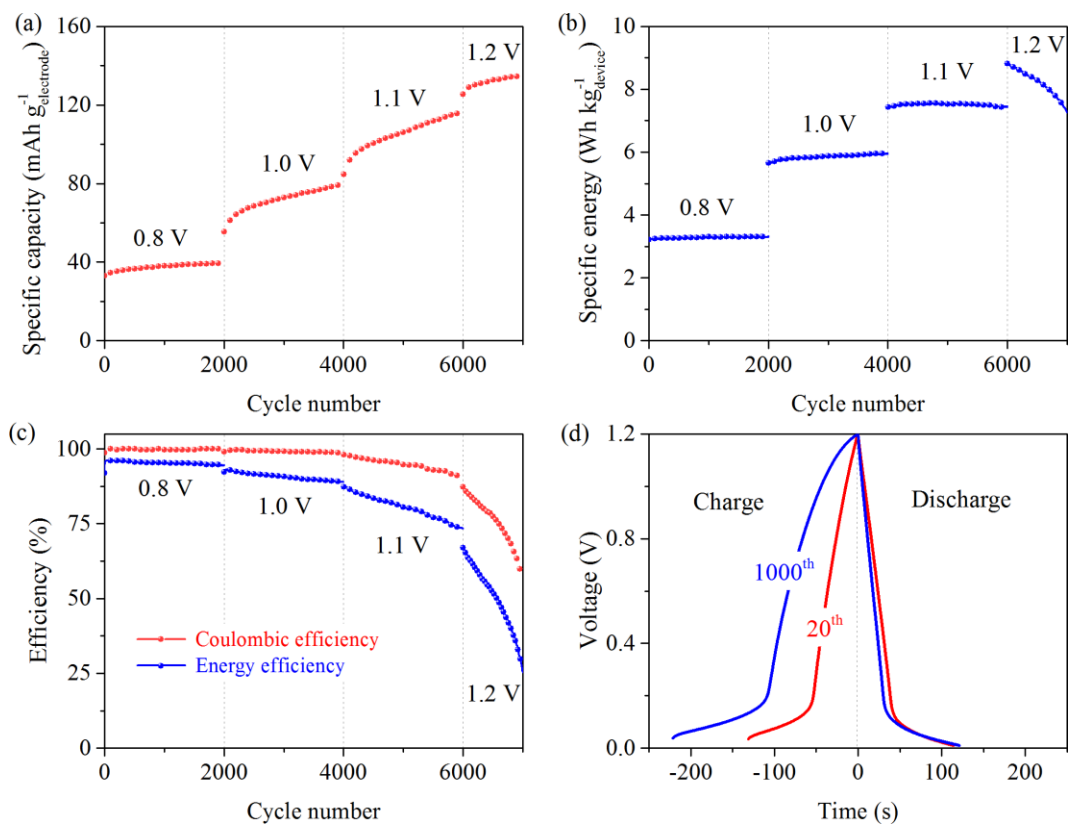 (a)
160
120
80
40
0
0
2000
4000
6000
0.8 V
1.0 V
1.1 V
1.2 V
Specific capacity (mAh g⁻¹electrode)
Cycle number
(b)
10
8
6
4
2
0
0
2000
4000
6000
0.8 V
1.0 V
1.1 V
1.2 V
Specific energy (Wh kg⁻¹device)
Cycle number
(c)
100
75
50
25
0
0
2000
4000
6000
0.8 V
1.0 V
1.1 V
1.2 V
Coulombic efficiency
Energy efficiency
Efficiency (%)
Cycle number
(d)
1.2
0.8
0.4
0.0
-200
-100
0
100
200
Charge
Discharge
1000th
20th
Voltage (V)
Time (s)